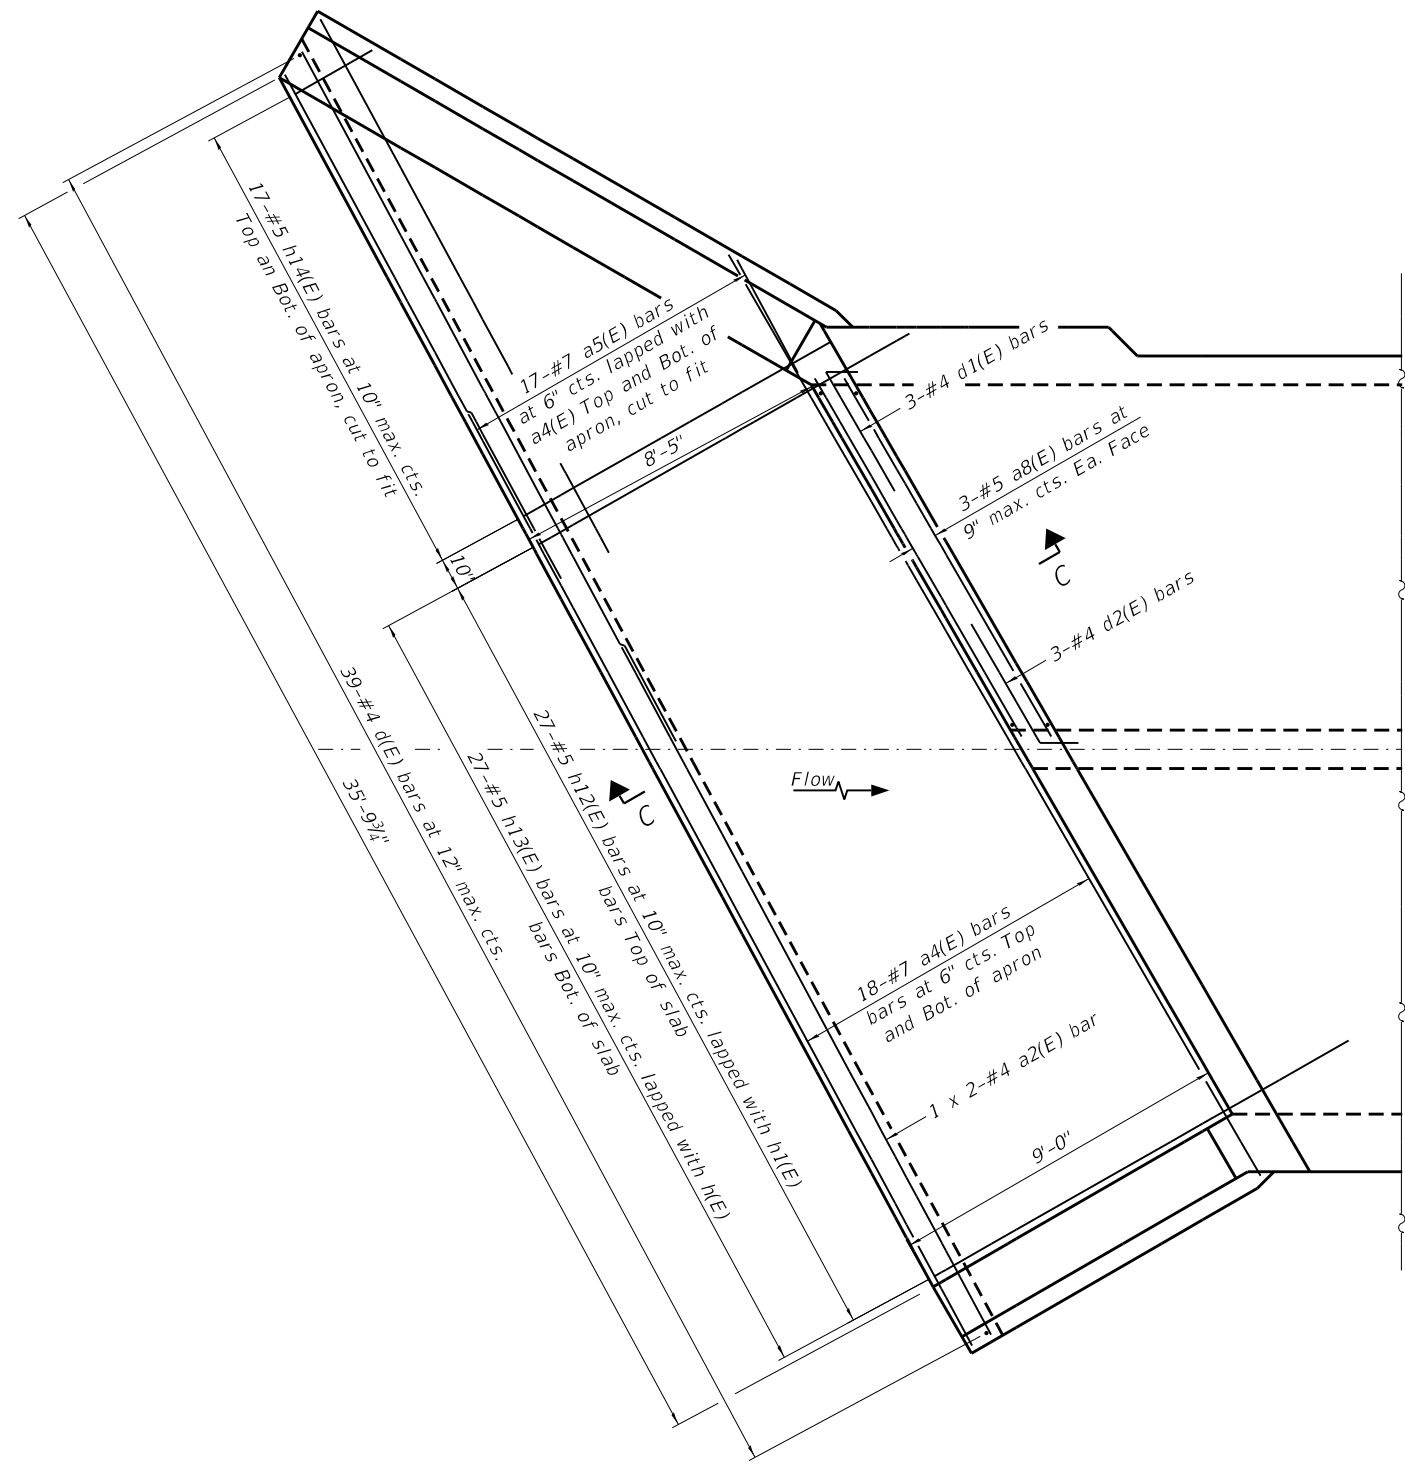 17-#5 h14(E) bars at 10" max. cts.
Top an Bot. of apron, cut to fit
17-#7 a5(E) bars
at 6" cts. lapped with
a4(E) Top and Bot. of
apron, cut to fit
8'-5"
3-#4 d1(E) bars
3-#5 a8(E) bars at
9" max. cts. Ea. Face
C
10"
3-#4 d2(E) bars
39-#4 d(E) bars at 12" max. cts.
35'-9¾"
27-#5 h12(E) bars at 10" max. cts. lapped with h1(E)
bars Top of slab
27-#5 h13(E) bars at 10" max. cts. lapped with h(E)
bars Bot. of slab
Flow
C
18-#7 a4(E) bars
bars at 6" cts. Top
and Bot. of apron
1 x 2-#4 a2(E) bar
9'-0"